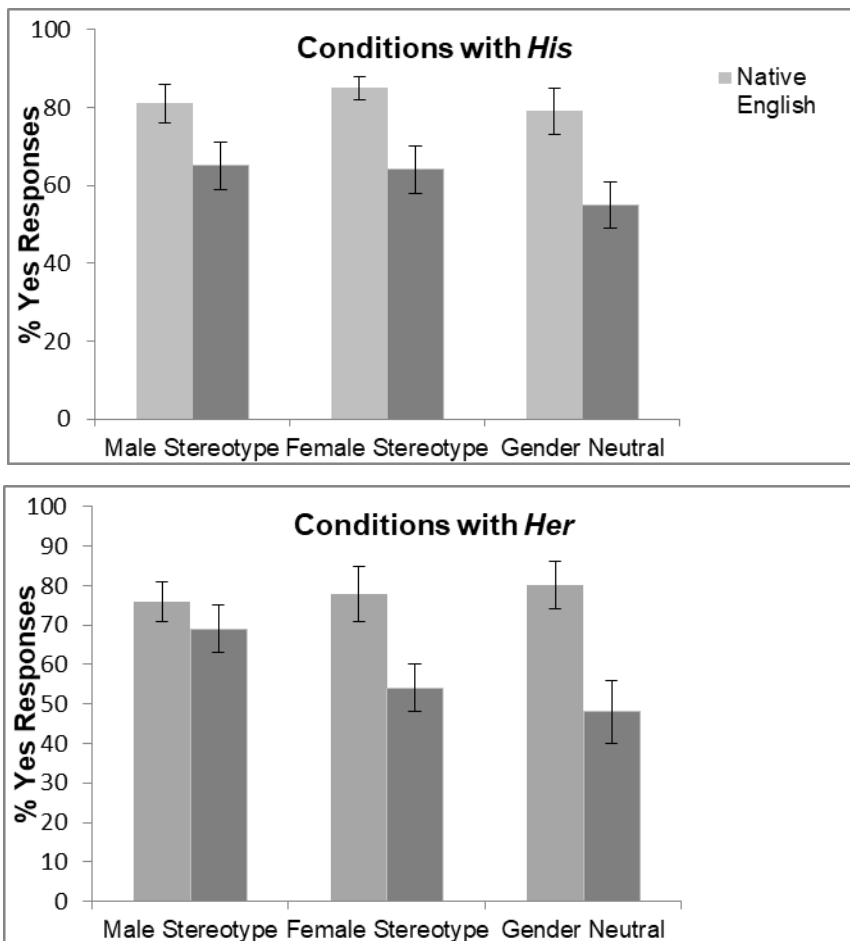 100
80
60
40
20
0
% Yes Responses
Conditions with His
Native
English
Male Stereotype Female Stereotype Gender Neutral
100
90
80
70
60
50
40
30
20
10
0
% Yes Responses
Conditions with Her
Male Stereotype Female Stereotype Gender Neutral